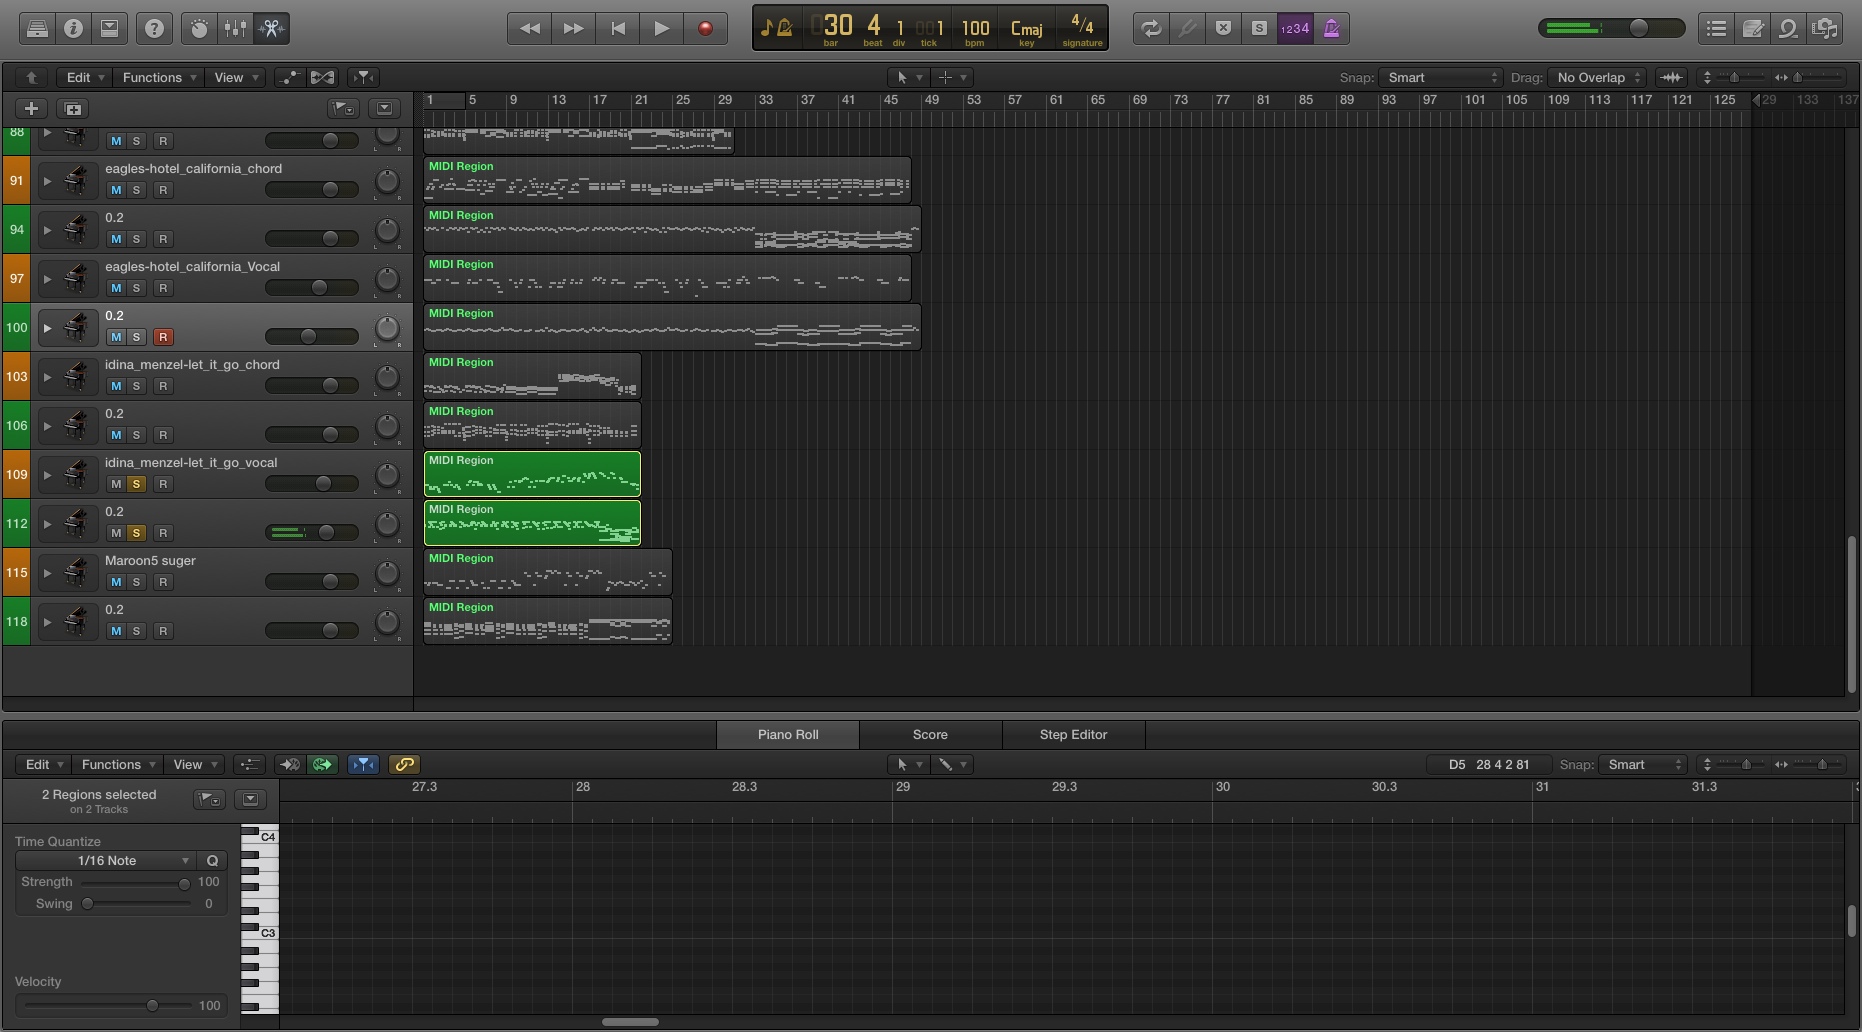 30 4 1 001 100 Cmaj 4/4
bar beat div tick bpm key signature
S 1234
Edit Functions View Snap: Smart Drag: No Overlap
1 5 9 13 17 21 25 29 33 37 41 45 49 53 57 61 65 69 73 77 81 85 89 93 97 101 105 109 113 117 121 125 29 133 137
88 M S R
91 eagles-hotel_california_chord MIDI Region
M S R
94 0.2 MIDI Region
M S R
97 eagles-hotel_california_Vocal MIDI Region
M S R
100 0.2 MIDI Region
M S R
103 idina_menzel-let_it_go_chord MIDI Region
M S R
106 0.2 MIDI Region
M S R
109 idina_menzel-let_it_go_vocal MIDI Region
M S R
112 0.2 MIDI Region
M S R
115 Maroon5 suger MIDI Region
M S R
118 0.2 MIDI Region
M S R
Piano Roll Score Step Editor
Edit Functions View D5 28 4 2 81 Snap: Smart
27.3 28 28.3 29 29.3 30 30.3 31 31.3
2 Regions selected
on 2 Tracks
Time Quantize
1/16 Note Q
Strength 100
Swing 0
Velocity
100
C4
C3